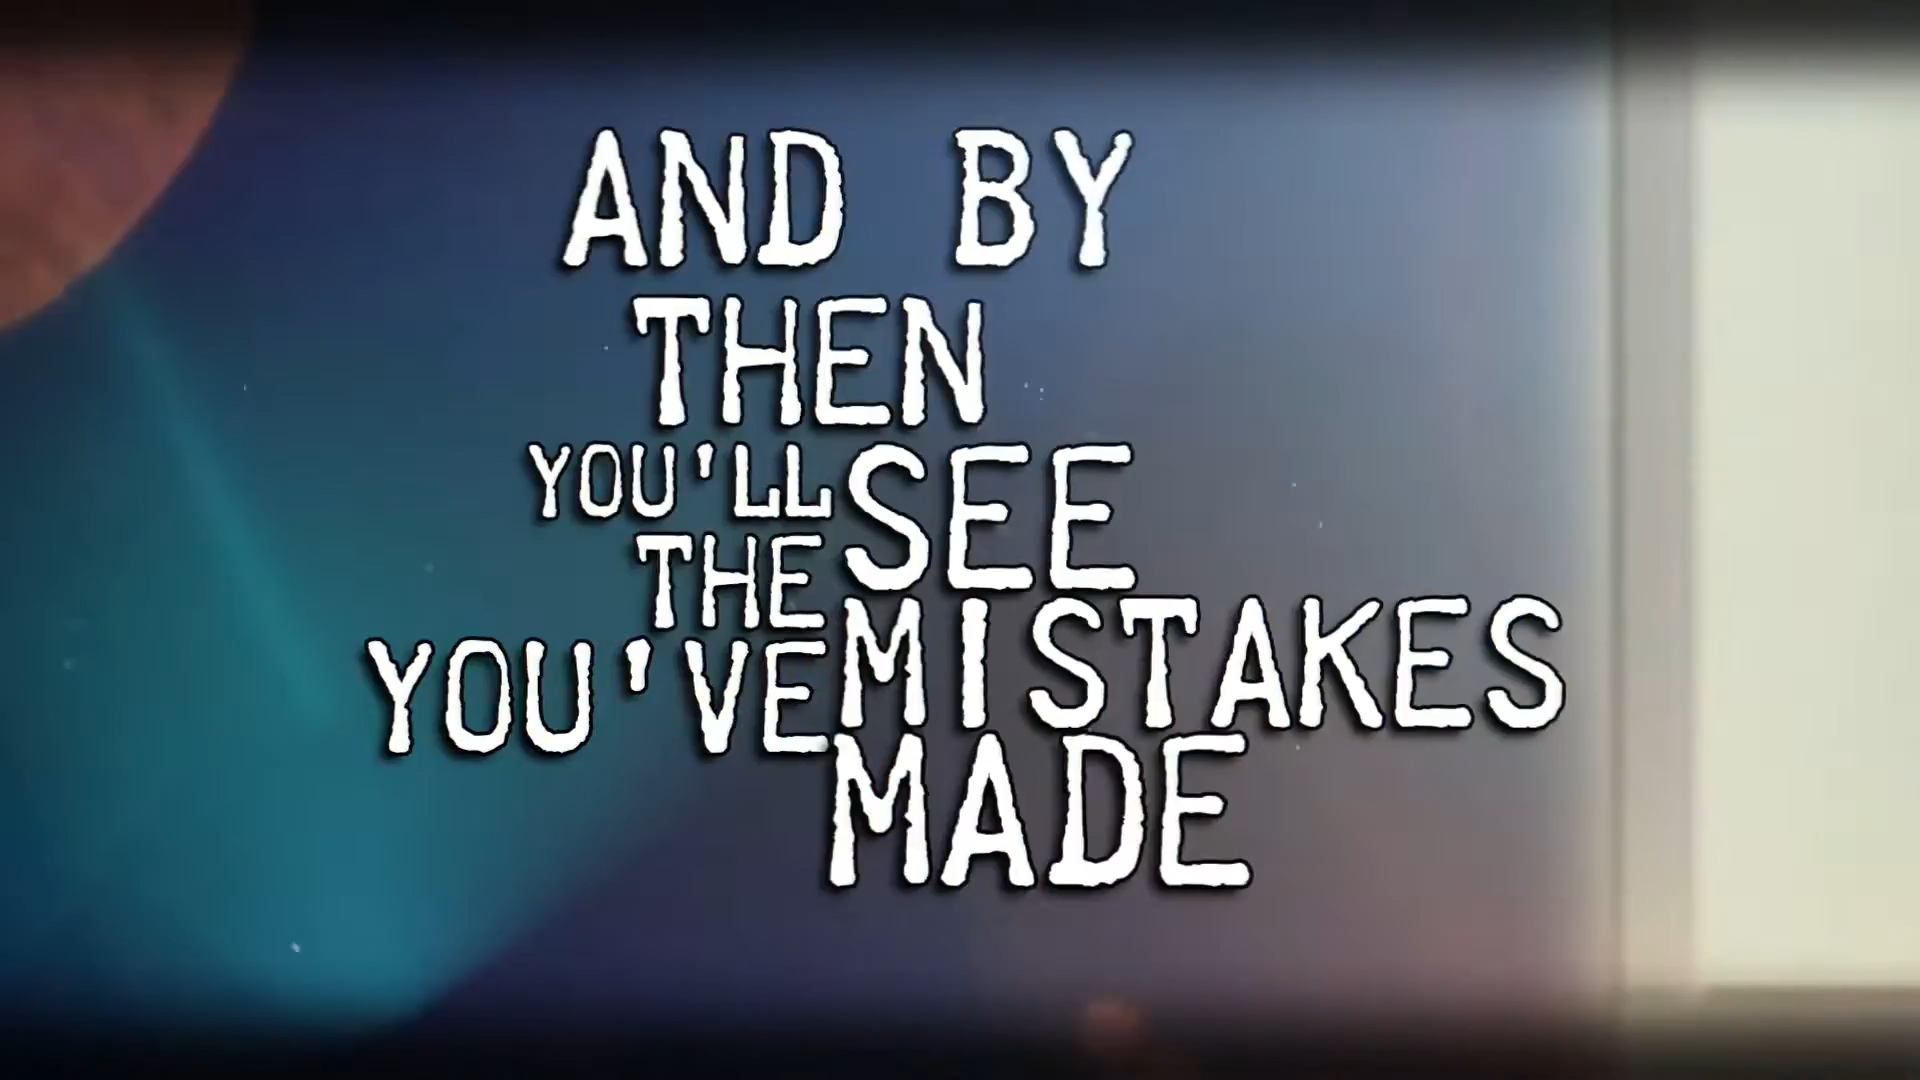 AND BY
THEN
YOU'LL SEE
THE
YOU'VE MISTAKES
MADE